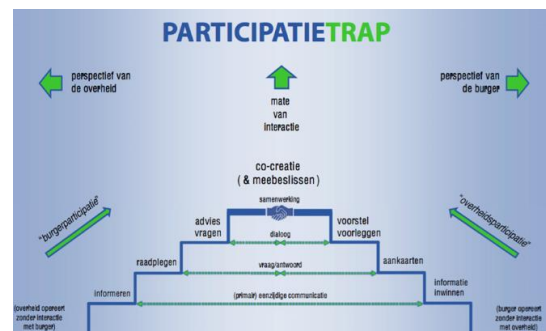 PARTICIPATIETRAP
perspectief van
de overheid
mate
van
interactie
perspectief van
de burger
co-creatie
( & meebeslissen )
samenwerking
"burgerparticipatie"
advies
vragen
dialoog
voorstel
voorleggen
"overheidsparticipatie"
raadplegen
vraag/antwoord
aankaarten
informeren
(primair) eenzijdige communicatie
informatie
inwinnen
(overheid opereert
zonder interactie
met burger)
(burger opereert
zonder interactie
met overheid)